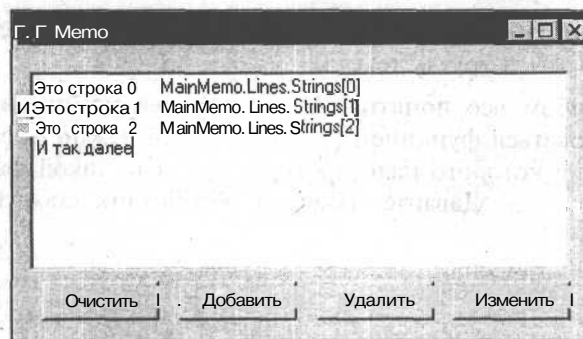 Г. Г Memo
Это строка 0 MainMemo.Lines.Strings[0]
И Это строка 1 MainMemo. Lines. Strings[1]
Это строка 2 MainMemo. Lines. Strings[2]
И так далее
Очистить Добавить Удалить Изменить